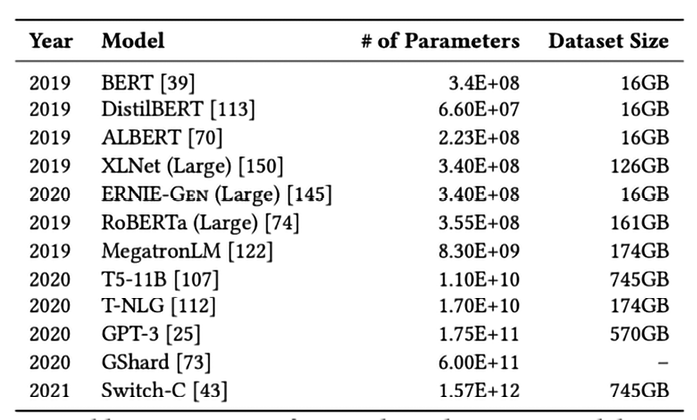 Year Model # of Parameters Dataset Size
2019 BERT [39] 3.4E+08 16GB
2019 DistilBERT [113] 6.60E+07 16GB
2019 ALBERT [70] 2.23E+08 16GB
2019 XLNet (Large) [150] 3.40E+08 126GB
2020 ERNIE-GEN (Large) [145] 3.40E+08 16GB
2019 RoBERTa (Large) [74] 3.55E+08 161GB
2019 MegatronLM [122] 8.30E+09 174GB
2020 T5-11B [107] 1.10E+10 745GB
2020 T-NLG [112] 1.70E+10 174GB
2020 GPT-3 [25] 1.75E+11 570GB
2020 GShard [73] 6.00E+11 –
2021 Switch-C [43] 1.57E+12 745GB